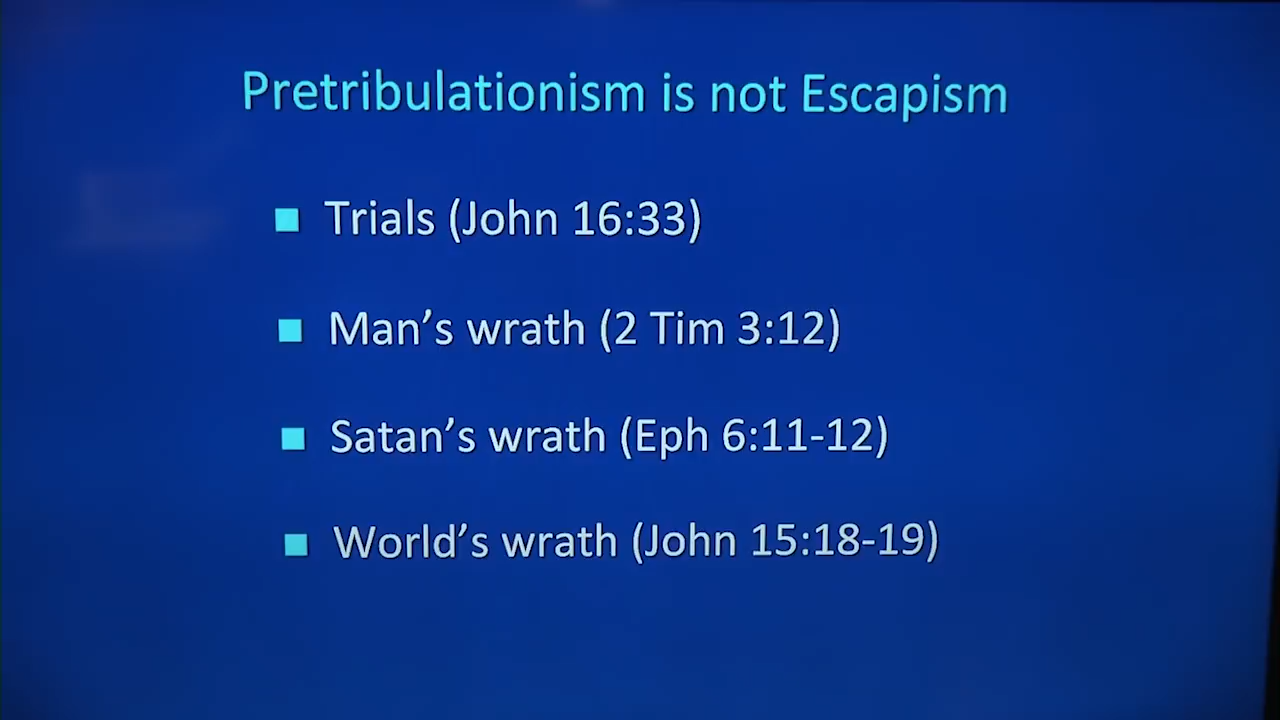 Pretribulationism is not Escapism
Trials (John 16:33)
Man’s wrath (2 Tim 3:12)
Satan’s wrath (Eph 6:11-12)
World’s wrath (John 15:18-19)